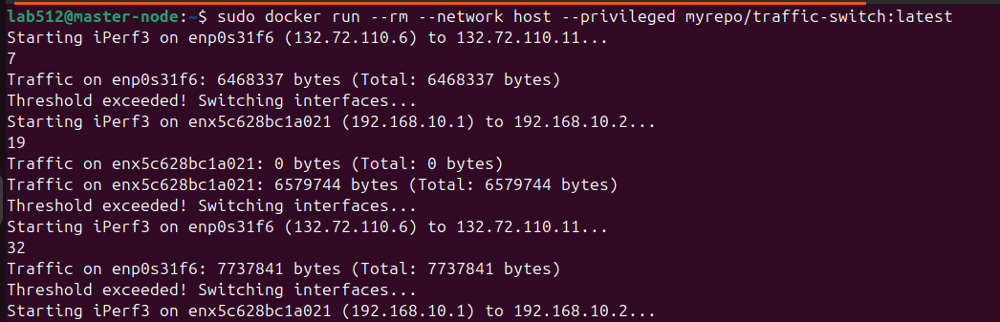 lab512@master-node:~$ sudo docker run --rm --network host --privileged myrepo/traffic-switch:latest
Starting iPerf3 on enp0s31f6 (132.72.110.6) to 132.72.110.11...
7
Traffic on enp0s31f6: 6468337 bytes (Total: 6468337 bytes)
Threshold exceeded! Switching interfaces...
Starting iPerf3 on enx5c628bc1a021 (192.168.10.1) to 192.168.10.2...
19
Traffic on enx5c628bc1a021: 0 bytes (Total: 0 bytes)
Traffic on enx5c628bc1a021: 6579744 bytes (Total: 6579744 bytes)
Threshold exceeded! Switching interfaces...
Starting iPerf3 on enp0s31f6 (132.72.110.6) to 132.72.110.11...
32
Traffic on enp0s31f6: 7737841 bytes (Total: 7737841 bytes)
Threshold exceeded! Switching interfaces...
Starting iPerf3 on enx5c628bc1a021 (192.168.10.1) to 192.168.10.2...